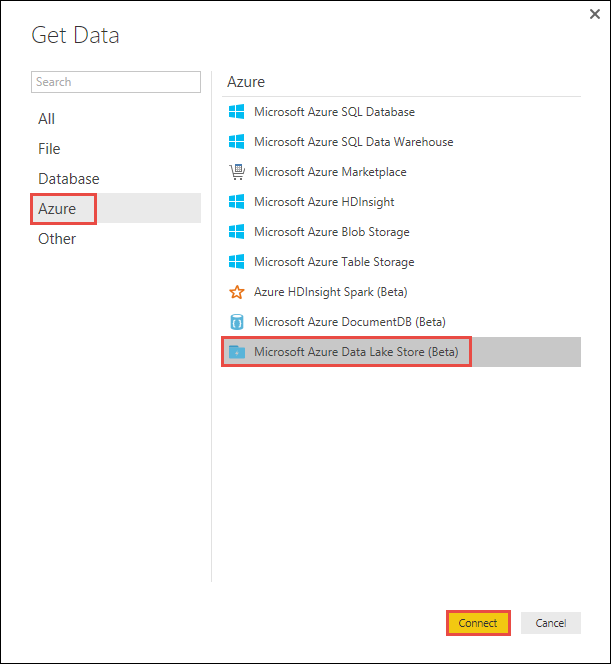 Get Data
Search
All
File
Database
Azure
Other
Azure
Microsoft Azure SQL Database
Microsoft Azure SQL Data Warehouse
Microsoft Azure Marketplace
Microsoft Azure HDInsight
Microsoft Azure Blob Storage
Microsoft Azure Table Storage
Azure HDInsight Spark (Beta)
Microsoft Azure DocumentDB (Beta)
Microsoft Azure Data Lake Store (Beta)
Connect
Cancel